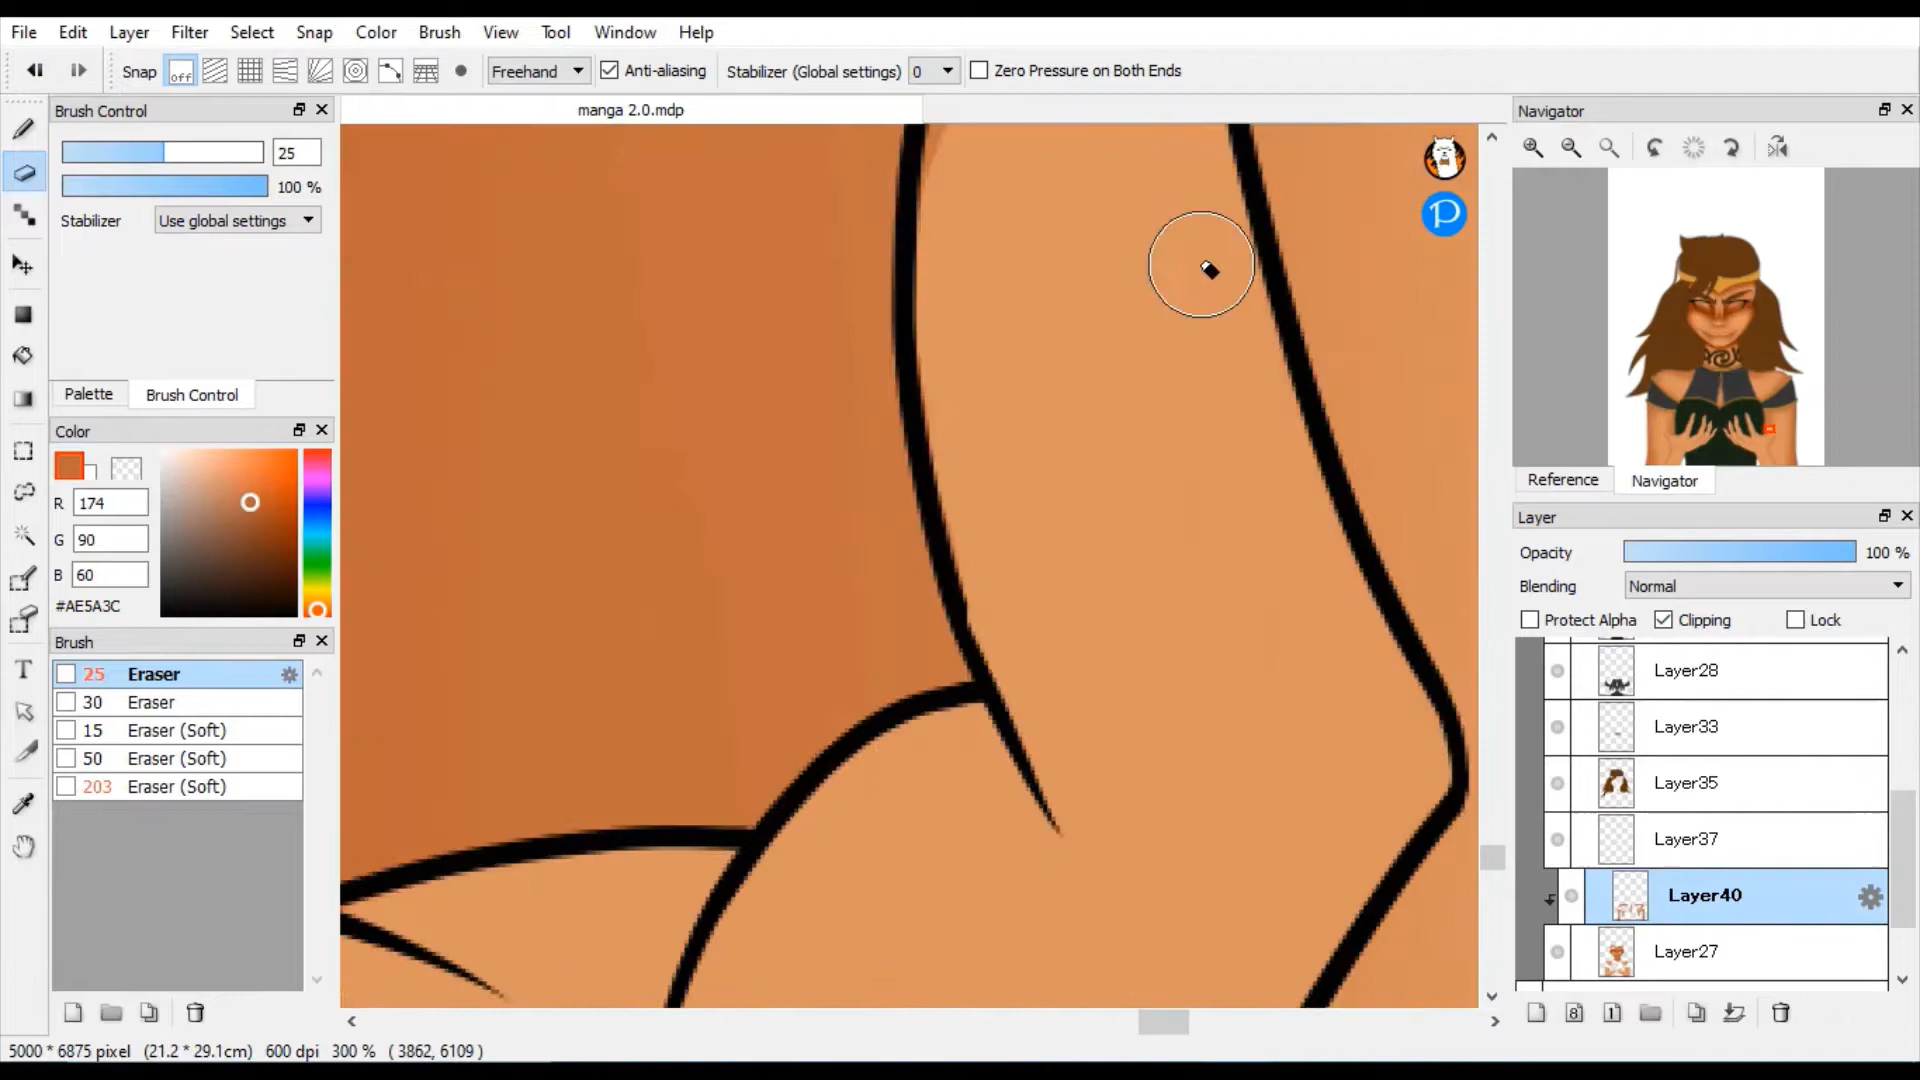 File Edit Layer Filter Select Snap Color Brush View Tool Window Help
Snap off Freehand Anti-aliasing Stabilizer (Global settings) 0 Zero Pressure on Both Ends
Brush Control
manga 2.0.mdp
Navigator
25
100 %
Stabilizer Use global settings
P
Palette Brush Control
Color
R 174
G 90
B 60
#AE5A3C
Reference Navigator
Layer
Opacity 100 %
Blending Normal
Protect Alpha Clipping Lock
Brush
25 Eraser
30 Eraser
15 Eraser (Soft)
50 Eraser (Soft)
203 Eraser (Soft)
Layer28
Layer33
Layer35
Layer37
Layer40
Layer27
T
8 1
5000 * 6875 pixel (21.2 * 29.1cm) 600 dpi 300 % ( 3862, 6109 )